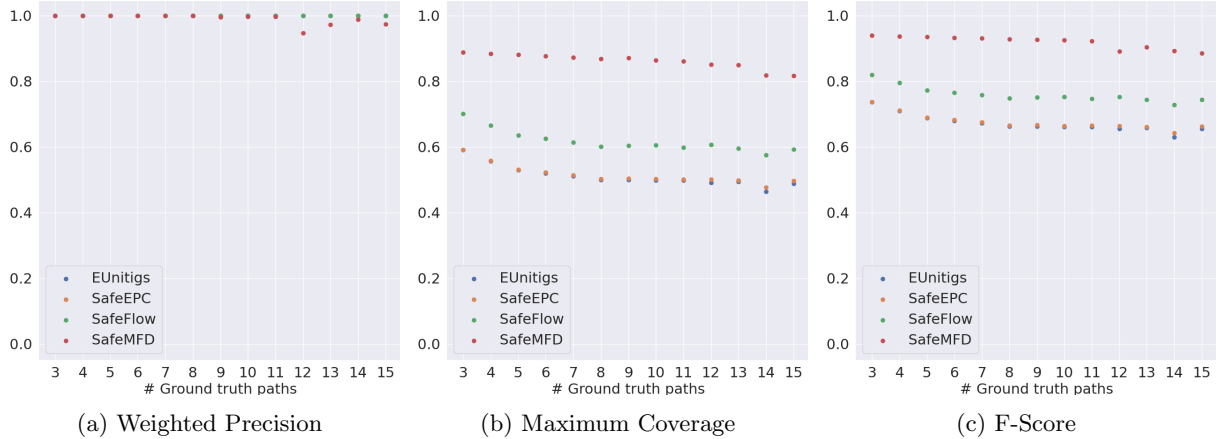 1.0
0.8
0.6
0.4
0.2
0.0
EUnitigs
SafeEPC
SafeFlow
SafeMFD
3 4 5 6 7 8 9 10 11 12 13 14 15
# Ground truth paths
(a) Weighted Precision
1.0
0.8
0.6
0.4
0.2
0.0
EUnitigs
SafeEPC
SafeFlow
SafeMFD
3 4 5 6 7 8 9 10 11 12 13 14 15
# Ground truth paths
(b) Maximum Coverage
1.0
0.8
0.6
0.4
0.2
0.0
EUnitigs
SafeEPC
SafeFlow
SafeMFD
3 4 5 6 7 8 9 10 11 12 13 14 15
# Ground truth paths
(c) F-Score